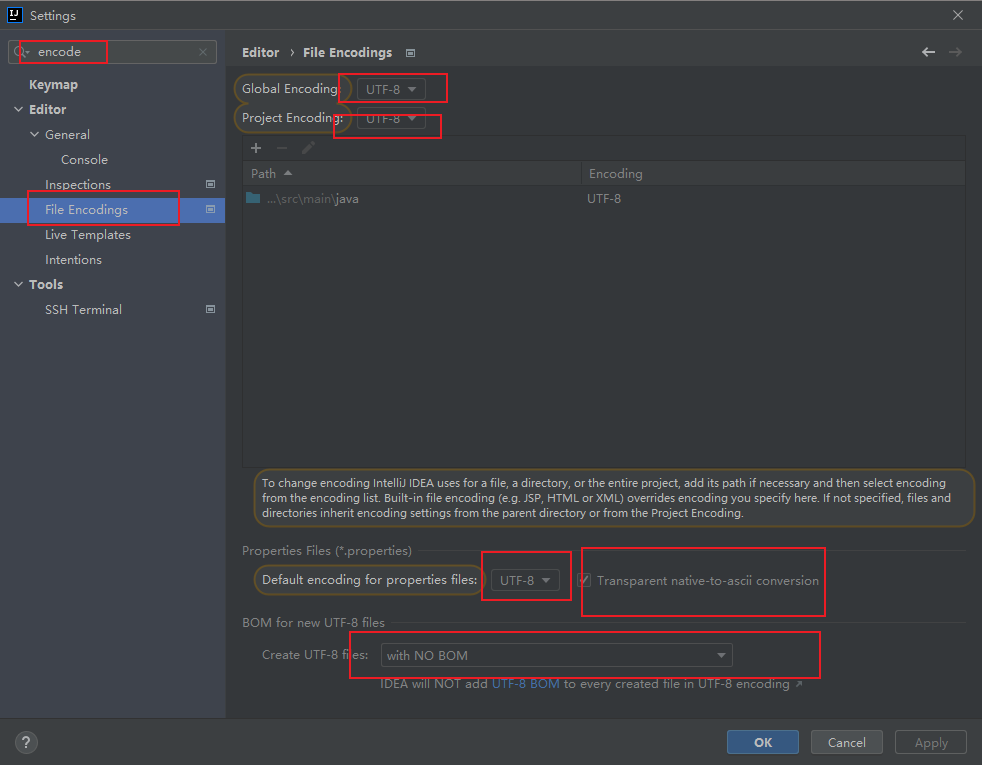 Settings
encode
Keymap
Editor
General
Console
Inspections
File Encodings
Live Templates
Intentions
Tools
SSH Terminal
Editor › File Encodings
Global Encoding: UTF-8
Project Encoding: UTF-8
Path Encoding
...\src\main\java UTF-8
To change encoding IntelliJ IDEA uses for a file, a directory, or the entire project, add its path if necessary and then select encoding
from the encoding list. Built-in file encoding (e.g. JSP, HTML or XML) overrides encoding you specify here. If not specified, files and
directories inherit encoding settings from the parent directory or from the Project Encoding.
Properties Files (*.properties)
Default encoding for properties files: UTF-8 Transparent native-to-ascii conversion
BOM for new UTF-8 files
Create UTF-8 files: with NO BOM
IDEA will NOT add UTF-8 BOM to every created file in UTF-8 encoding ↗
? OK Cancel Apply